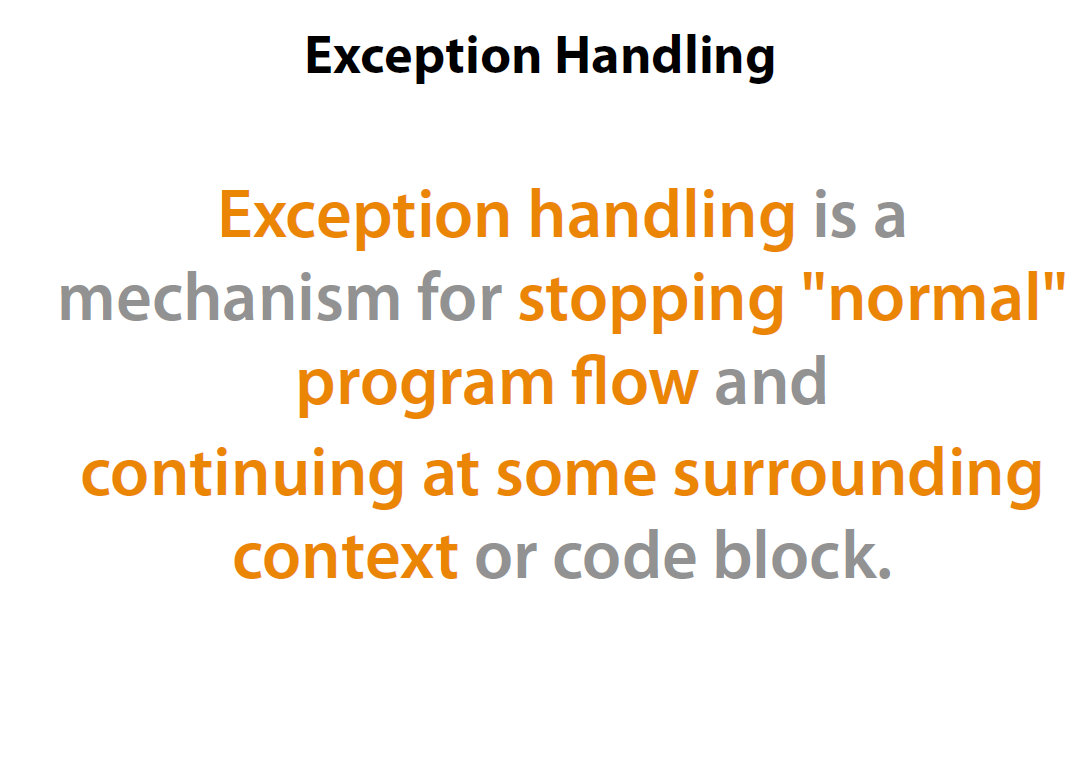 Exception Handling
Exception handling is a
mechanism for stopping "normal"
program flow and
continuing at some surrounding
context or code block.